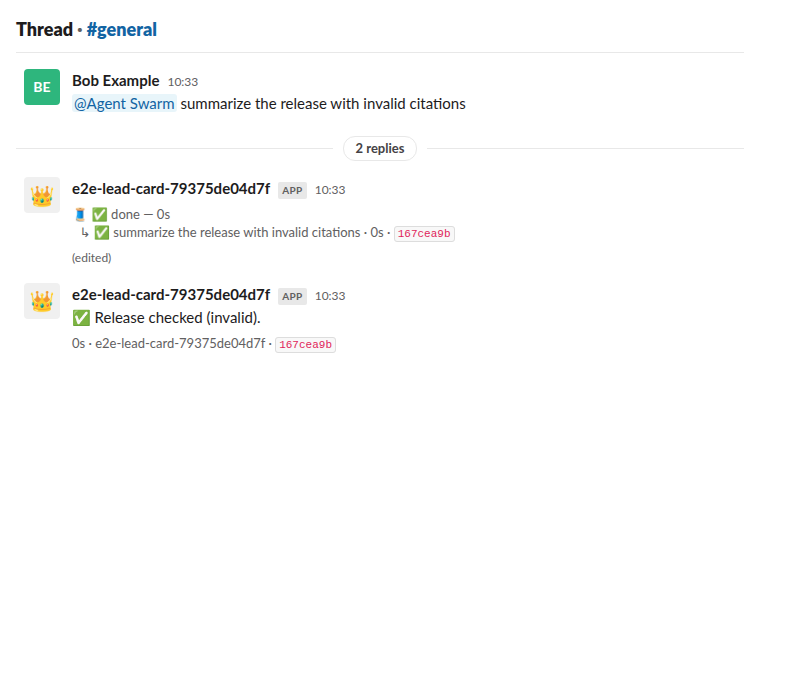 Thread • #general
BE
Bob Example 10:33
@Agent Swarm summarize the release with invalid citations
2 replies
e2e-lead-card-79375de04d7f APP 10:33
🧵 ✅ done — 0s
↳ ✅ summarize the release with invalid citations · 0s · 167cea9b
(edited)
e2e-lead-card-79375de04d7f APP 10:33
✅ Release checked (invalid).
0s · e2e-lead-card-79375de04d7f · 167cea9b